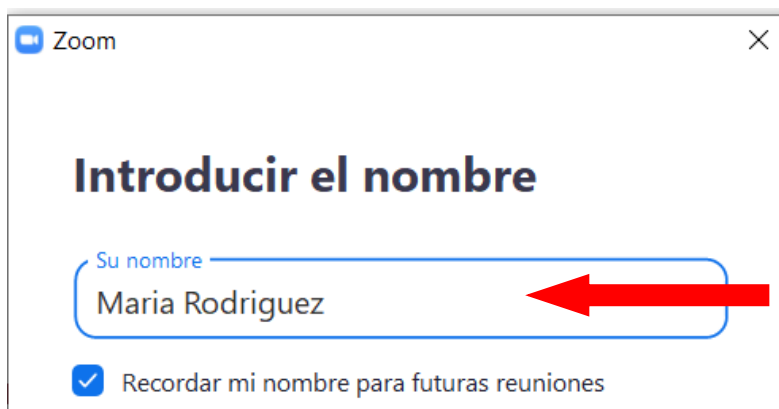 Zoom
Introducir el nombre
Su nombre
Maria Rodriguez
Recordar mi nombre para futuras reuniones